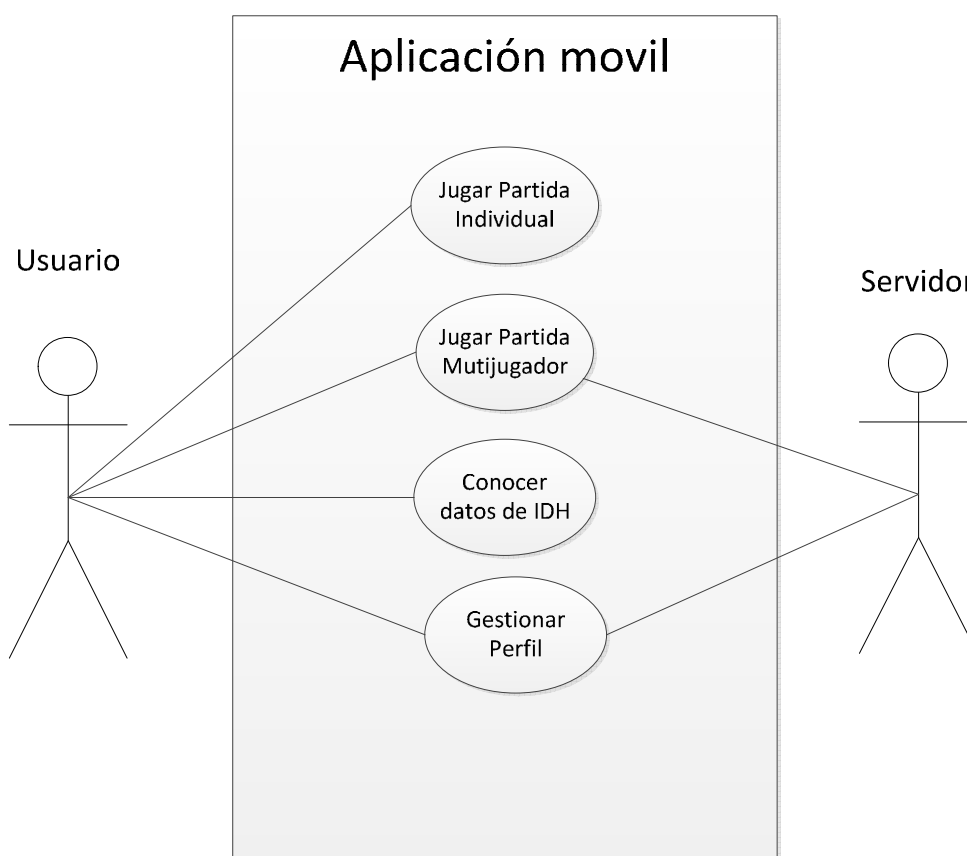 Aplicación movil
Usuario
Servidor
Jugar Partida
Individual
Jugar Partida
Mutijugador
Conocer
datos de IDH
Gestionar
Perfil